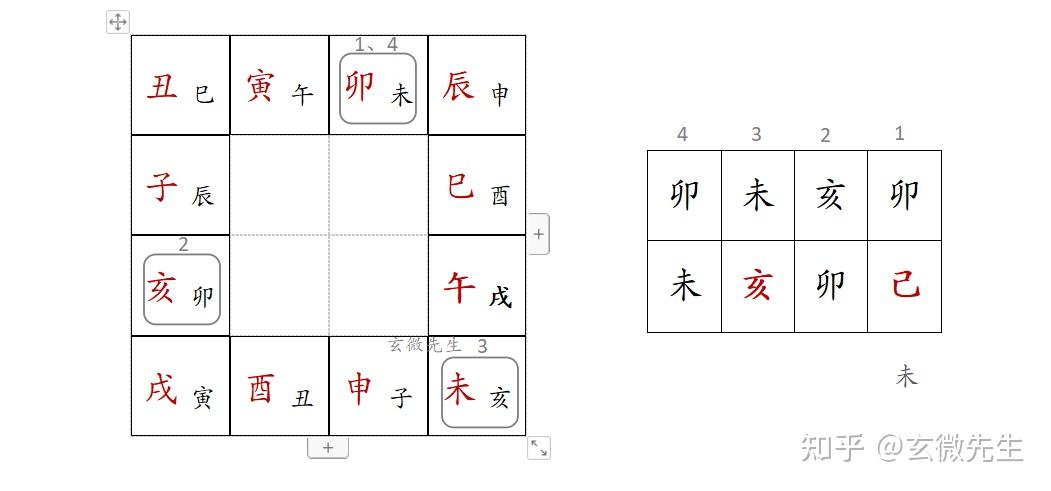 1、4
丑 巳 寅 午 卯 未 辰 申
子 辰 巳 酉
2
亥 卯 午 戌
玄微先生 3
戌 寅 酉 丑 申 子 未 亥
4 3 2 1
卯 未 亥 卯
未 亥 卯 己
未
知乎 @玄微先生